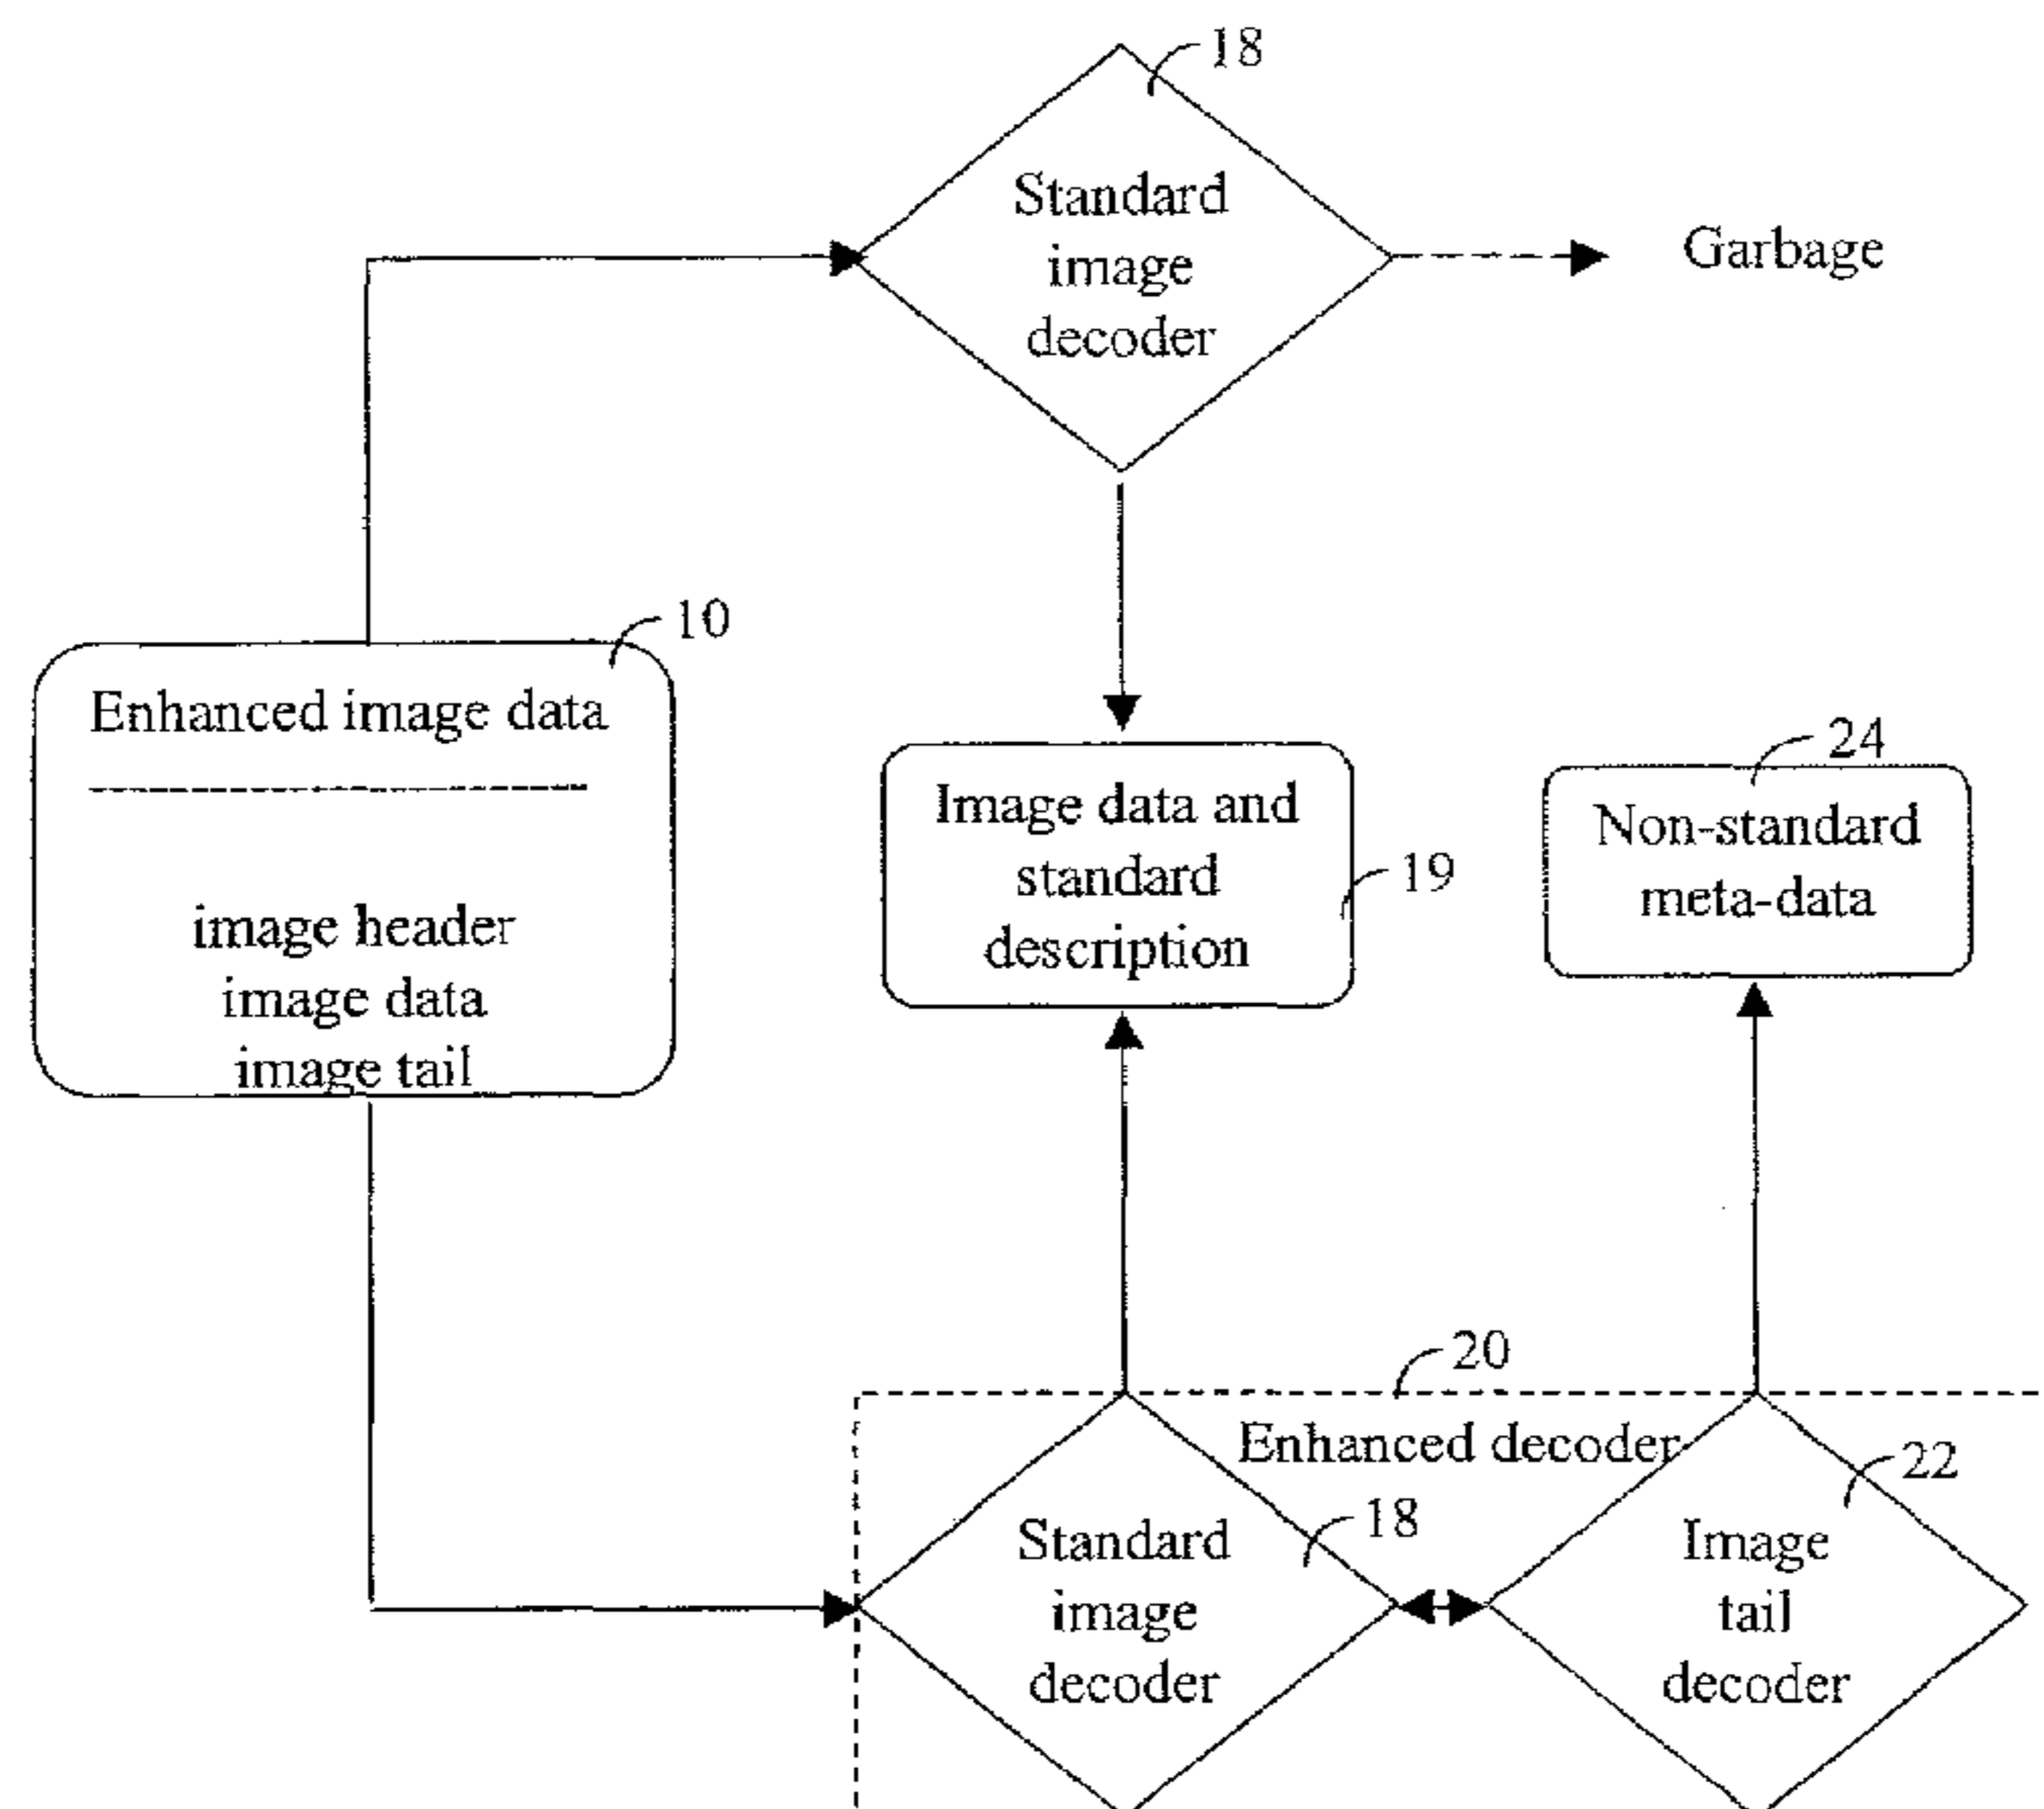 18
Standard
image
decoder
Garbage
10
Enhanced image data
image header
image data
image tail
Image data and
standard
description
19
24
Non-standard
meta-data
20
Enhanced decoder
18
Standard
image
decoder
22
Image
tail
decoder